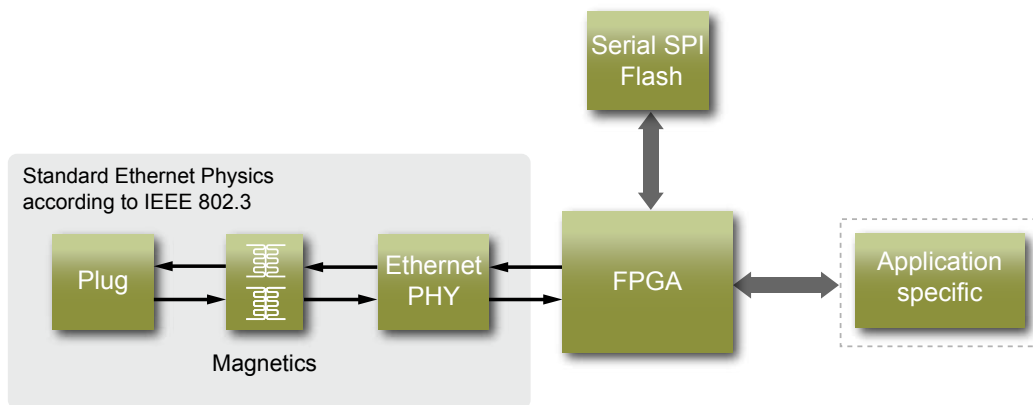 Serial SPI
Flash
Standard Ethernet Physics
according to IEEE 802.3
Plug
Ethernet
PHY
FPGA
Application
specific
Magnetics